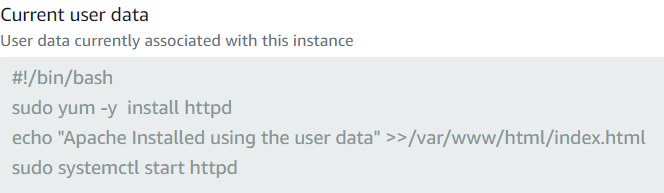 Current user data
User data currently associated with this instance
#!/bin/bash
sudo yum -y  install httpd
echo "Apache Installed using the user data" >>/var/www/html/index.html
sudo systemctl start httpd